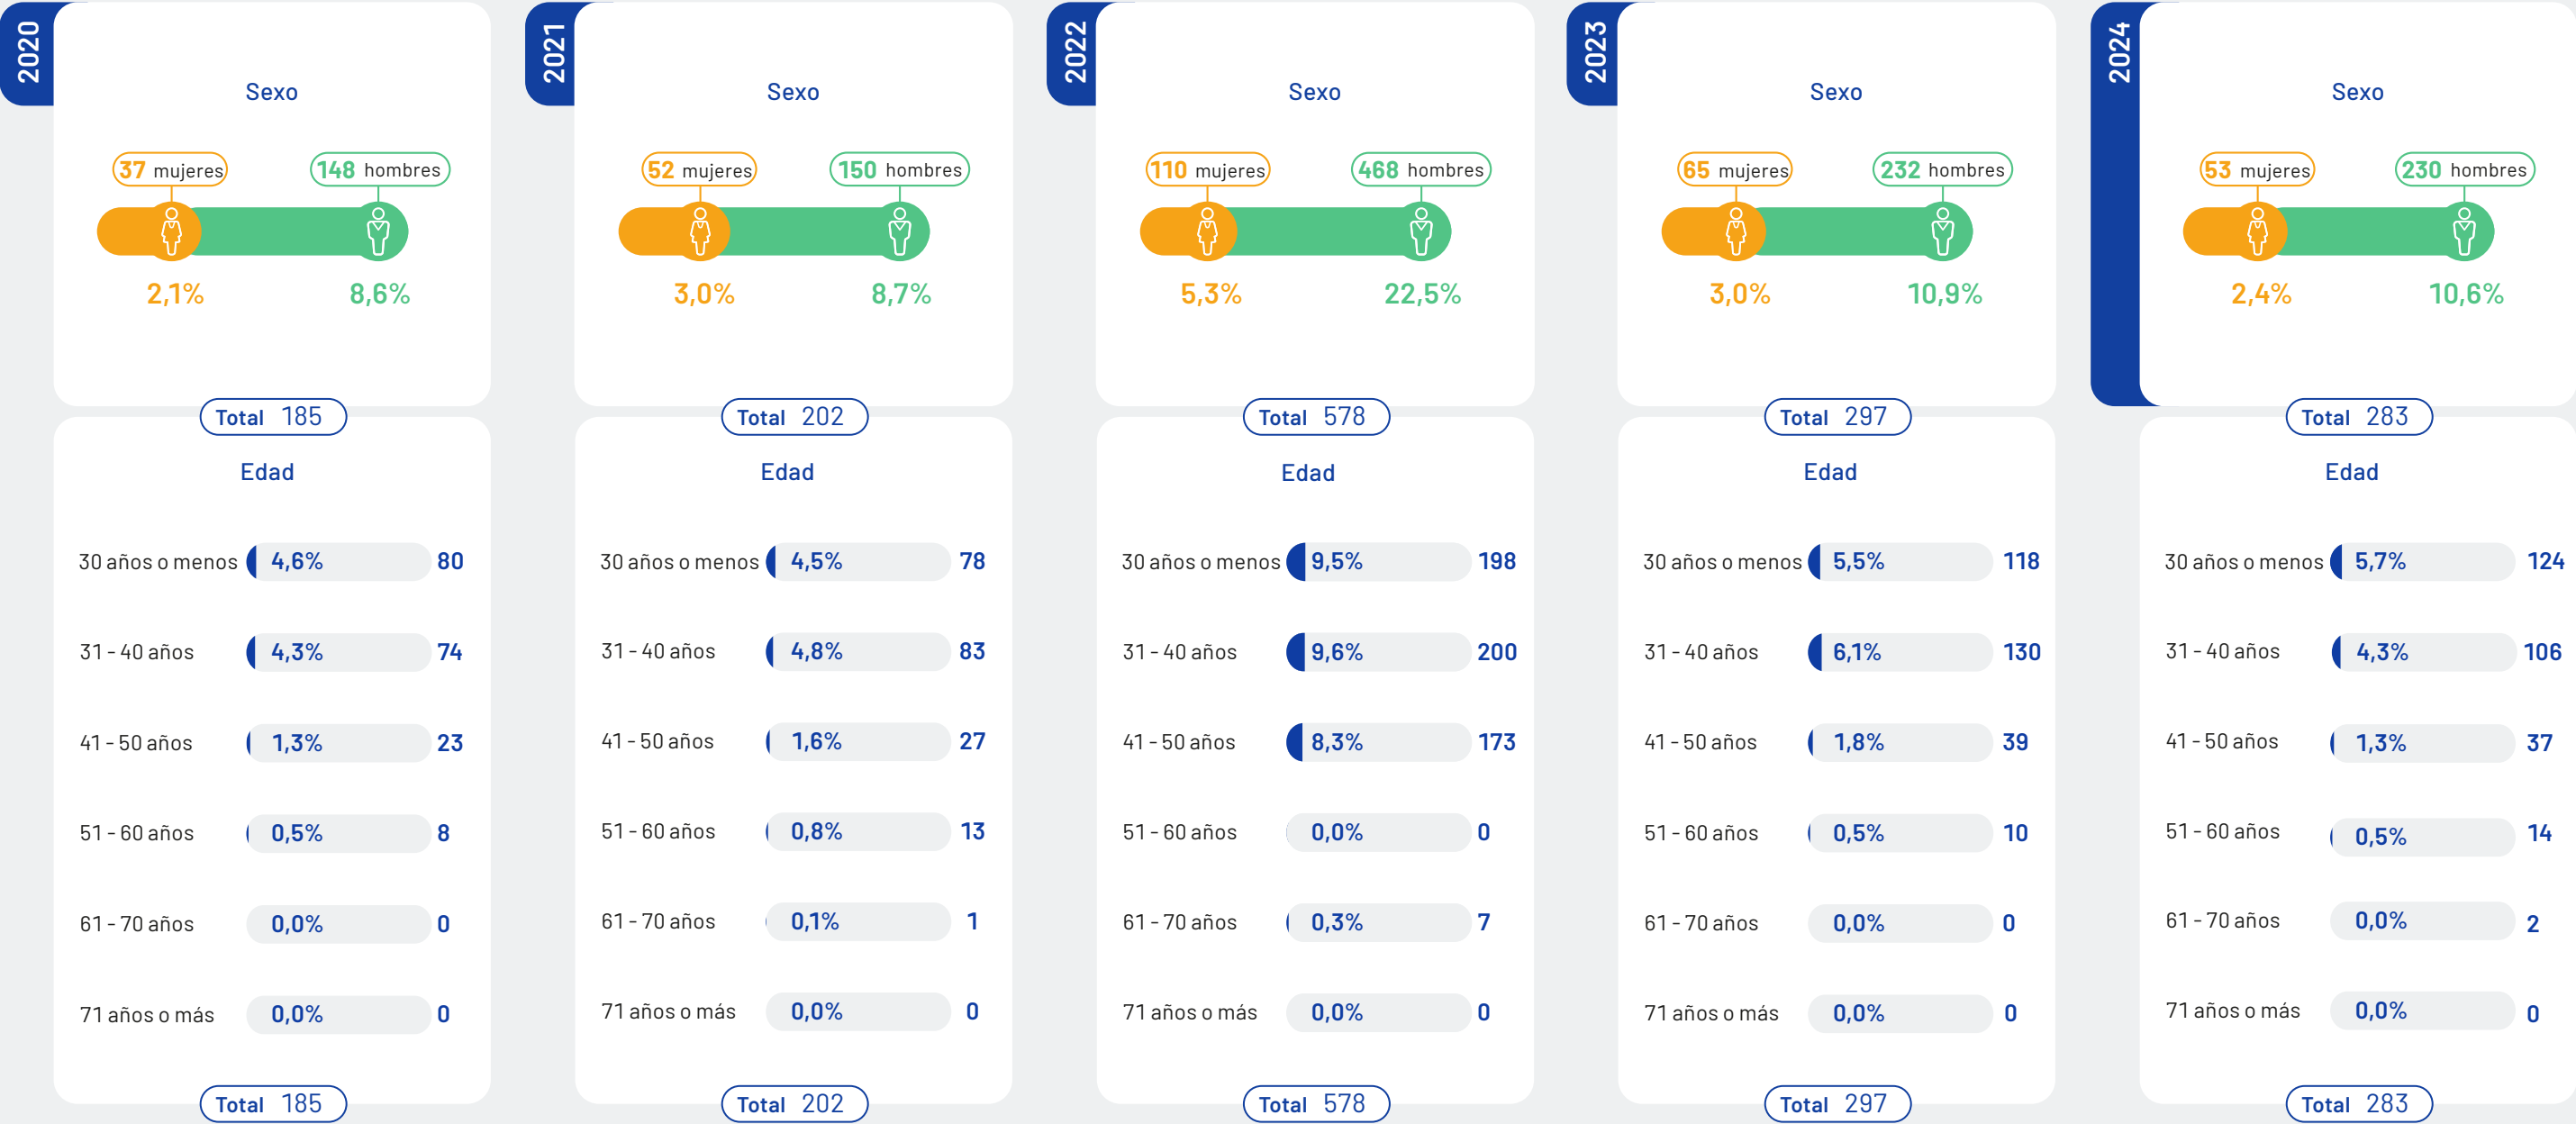 2020
Sexo
37 mujeres
148 hombres
2,1%
8,6%
Total 185
Edad
30 años o menos 4,6% 80
31 - 40 años 4,3% 74
41 - 50 años 1,3% 23
51 - 60 años 0,5% 8
61 - 70 años 0,0% 0
71 años o más 0,0% 0
Total 185
2021
Sexo
52 mujeres
150 hombres
3,0%
8,7%
Total 202
Edad
30 años o menos 4,5% 78
31 - 40 años 4,8% 83
41 - 50 años 1,6% 27
51 - 60 años 0,8% 13
61 - 70 años 0,1% 1
71 años o más 0,0% 0
Total 202
2022
Sexo
110 mujeres
468 hombres
5,3%
22,5%
Total 578
Edad
30 años o menos 9,5% 198
31 - 40 años 9,6% 200
41 - 50 años 8,3% 173
51 - 60 años 0,0% 0
61 - 70 años 0,3% 7
71 años o más 0,0% 0
Total 578
2023
Sexo
65 mujeres
232 hombres
3,0%
10,9%
Total 297
Edad
30 años o menos 5,5% 118
31 - 40 años 6,1% 130
41 - 50 años 1,8% 39
51 - 60 años 0,5% 10
61 - 70 años 0,0% 0
71 años o más 0,0% 0
Total 297
2024
Sexo
53 mujeres
230 hombres
2,4%
10,6%
Total 283
Edad
30 años o menos 5,7% 124
31 - 40 años 4,3% 106
41 - 50 años 1,3% 37
51 - 60 años 0,5% 14
61 - 70 años 0,0% 2
71 años o más 0,0% 0
Total 283